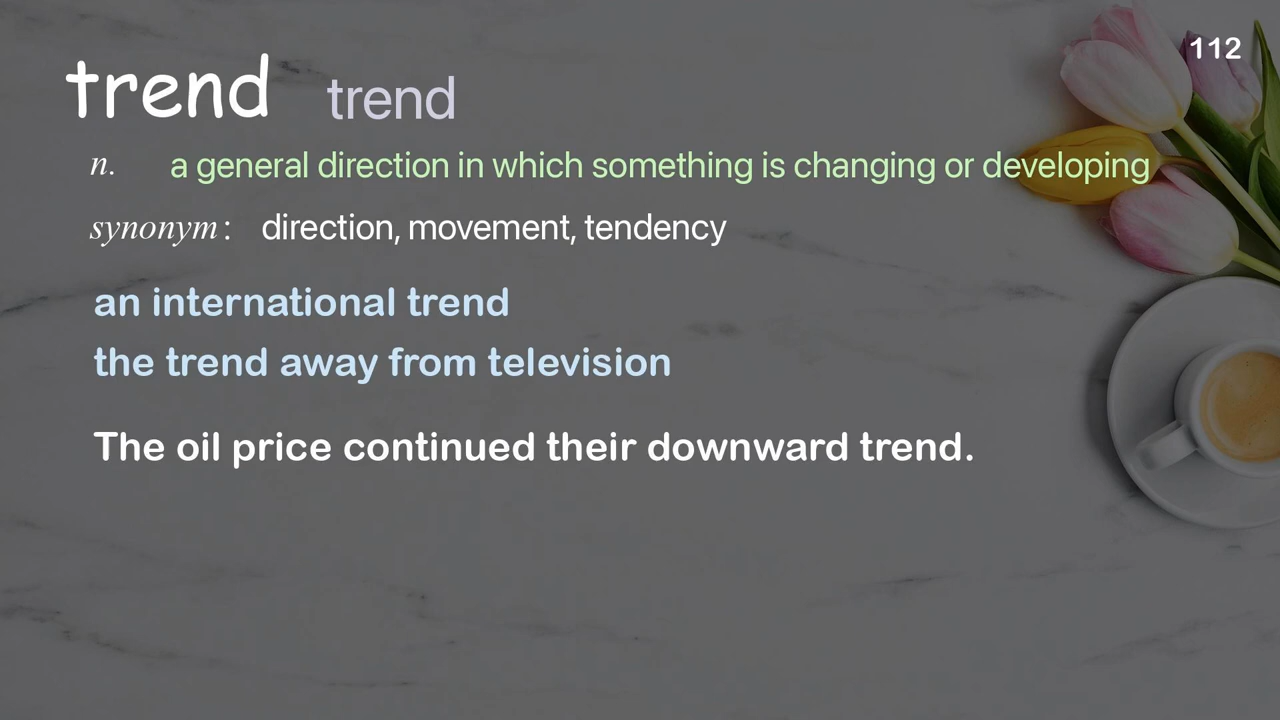 112
trend trend
n. a general direction in which something is changing or developing
synonym: direction, movement, tendency
an international trend
the trend away from television
The oil price continued their downward trend.